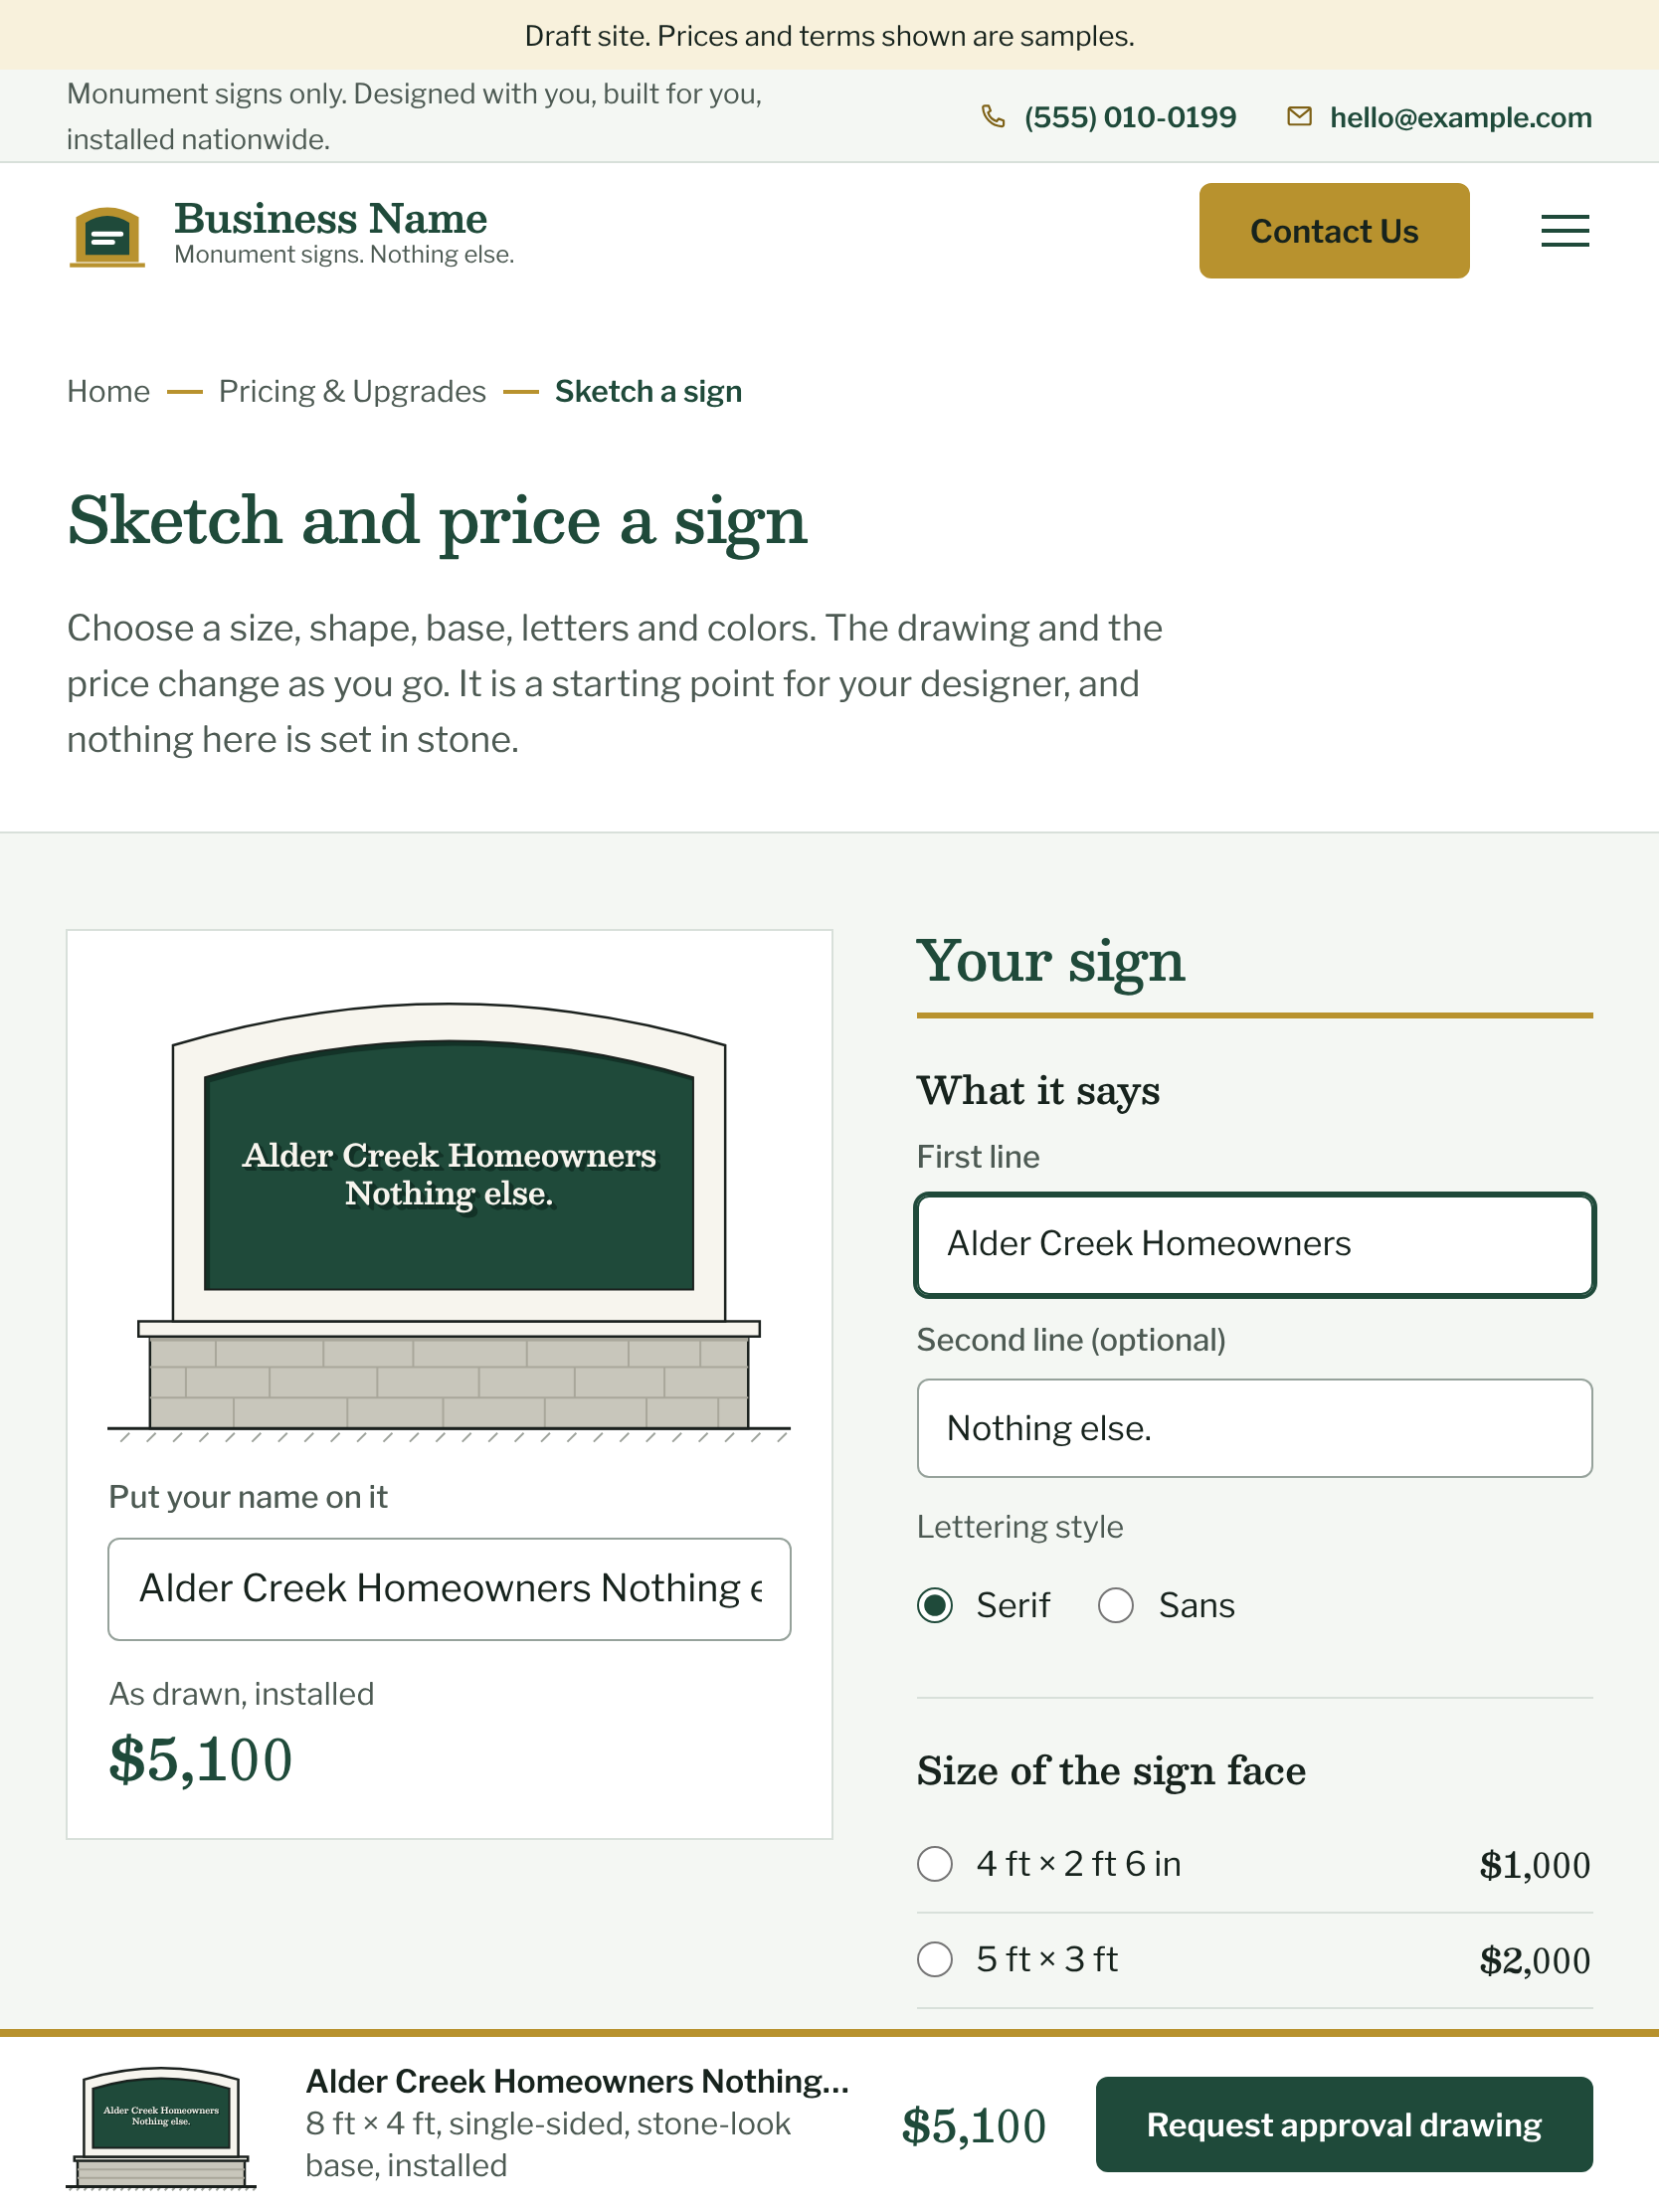 Draft site. Prices and terms shown are samples.
Monument signs only. Designed with you, built for you,
installed nationwide.
(555) 010-0199
hello@example.com
Business Name
Monument signs. Nothing else.
Contact Us
Home — Pricing & Upgrades — Sketch a sign
Sketch and price a sign
Choose a size, shape, base, letters and colors. The drawing and the
price change as you go. It is a starting point for your designer, and
nothing here is set in stone.
Alder Creek Homeowners
Nothing else.
Put your name on it
Alder Creek Homeowners Nothing e
As drawn, installed
$5,100
Your sign
What it says
First line
Alder Creek Homeowners
Second line (optional)
Nothing else.
Lettering style
Serif
Sans
Size of the sign face
4 ft × 2 ft 6 in
$1,000
5 ft × 3 ft
$2,000
Alder Creek Homeowners
Nothing else.
Alder Creek Homeowners Nothing...
8 ft × 4 ft, single-sided, stone-look
base, installed
$5,100
Request approval drawing